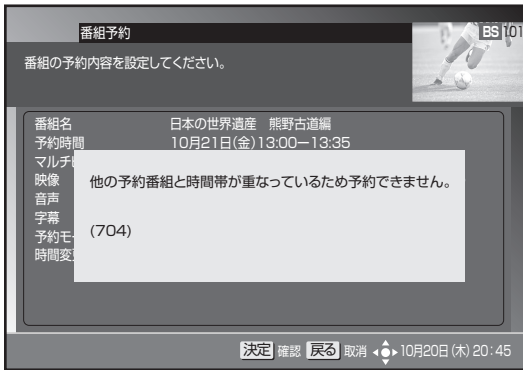 番組予約
BS 101
番組の予約内容を設定してください。
番組名 日本の世界遺産 熊野古道編
予約時間 10月21日(金)13:00ー13:35
マルチ
映像
音声
字幕
予約モー
時間変
他の予約番組と時間帯が重なっているため予約できません。
(704)
決定 確認 戻る 取消 10月20日(木)20:45